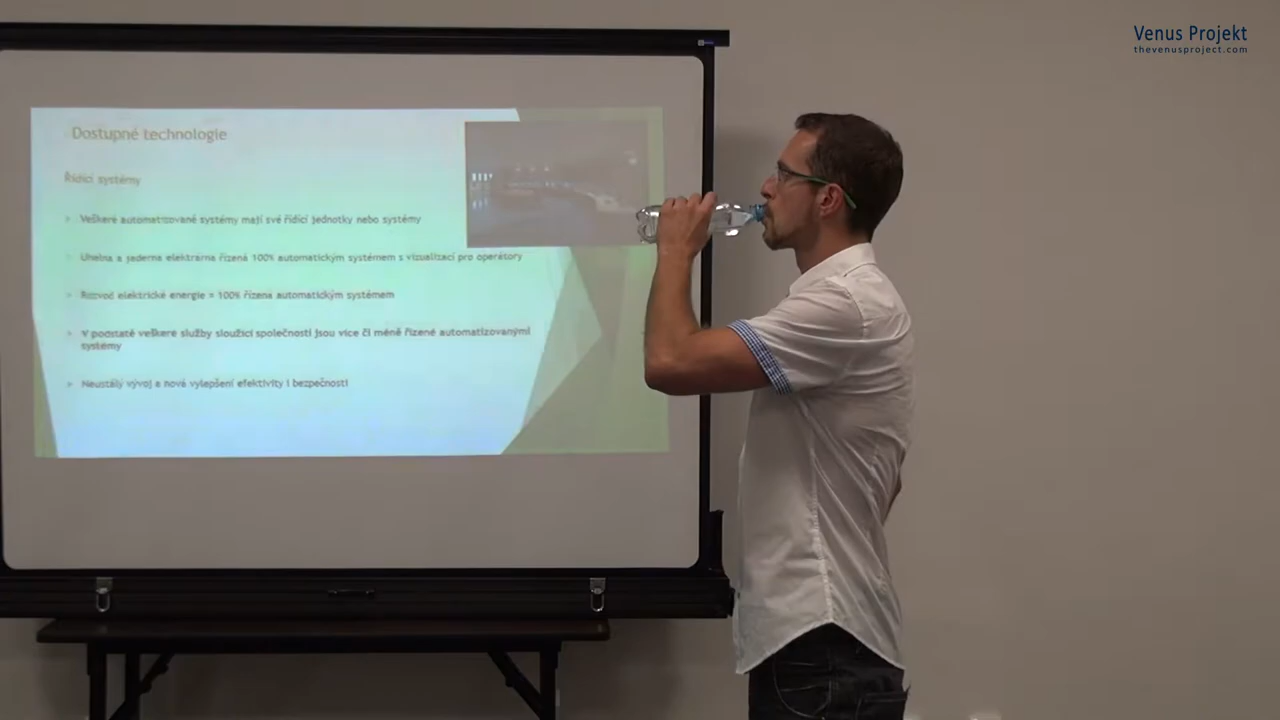 Venus Projekt
thevenusproject.com
Dostupné technologie
Řídící systémy
Veškeré automatizované systémy mají své řídící jednotky nebo systémy
Uhelná a jaderná elektrárna řízená 100% automatickým systémem s vizualizací pro operátory
Rozvod elektrické energie = 100% řízena automatickým systémem
V podstatě veškeré služby sloužící společnosti jsou více či méně řízené automatizovanými
systémy
Neustálý vývoj a nová vylepšení efektivity i bezpečnosti